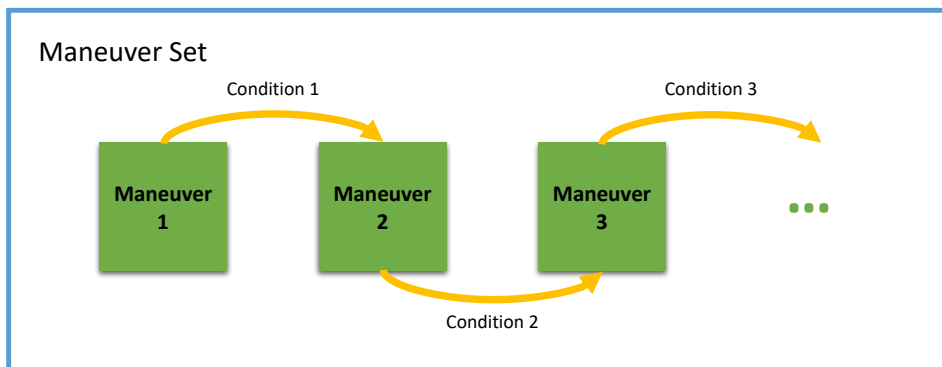 Maneuver Set
Condition 1
Condition 3
Maneuver
1
Maneuver
2
Maneuver
3
...
Condition 2